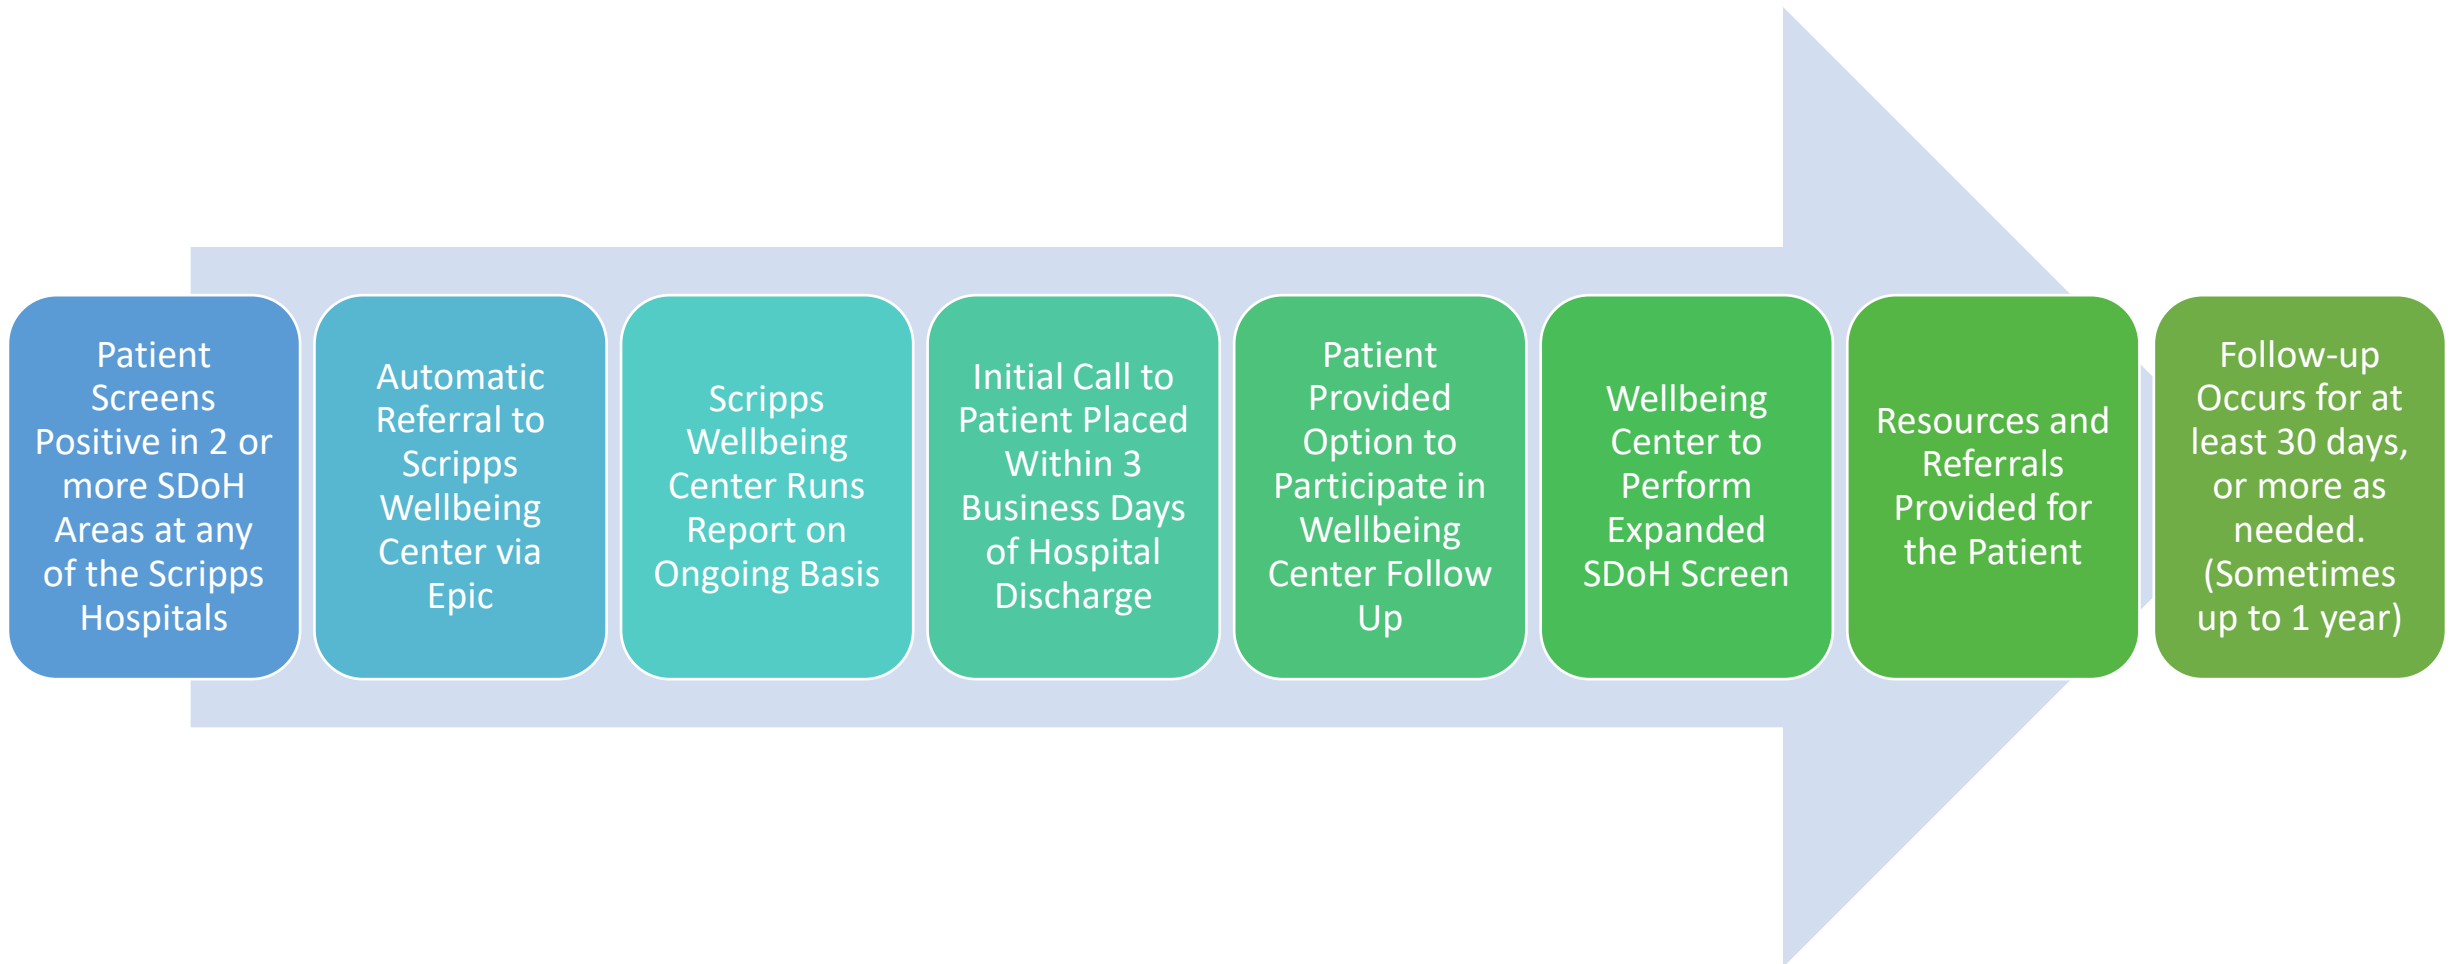 Patient
Screens
Positive in 2 or
more SDoH
Areas at any
of the Scripps
Hospitals
Automatic
Referral to
Scripps
Wellbeing
Center via
Epic
Scripps
Wellbeing
Center Runs
Report on
Ongoing Basis
Initial Call to
Patient Placed
Within 3
Business Days
of Hospital
Discharge
Patient
Provided
Option to
Participate in
Wellbeing
Center Follow
Up
Wellbeing
Center to
Perform
Expanded
SDoH Screen
Resources and
Referrals
Provided for
the Patient
Follow-up
Occurs for at
least 30 days,
or more as
needed.
(Sometimes
up to 1 year)